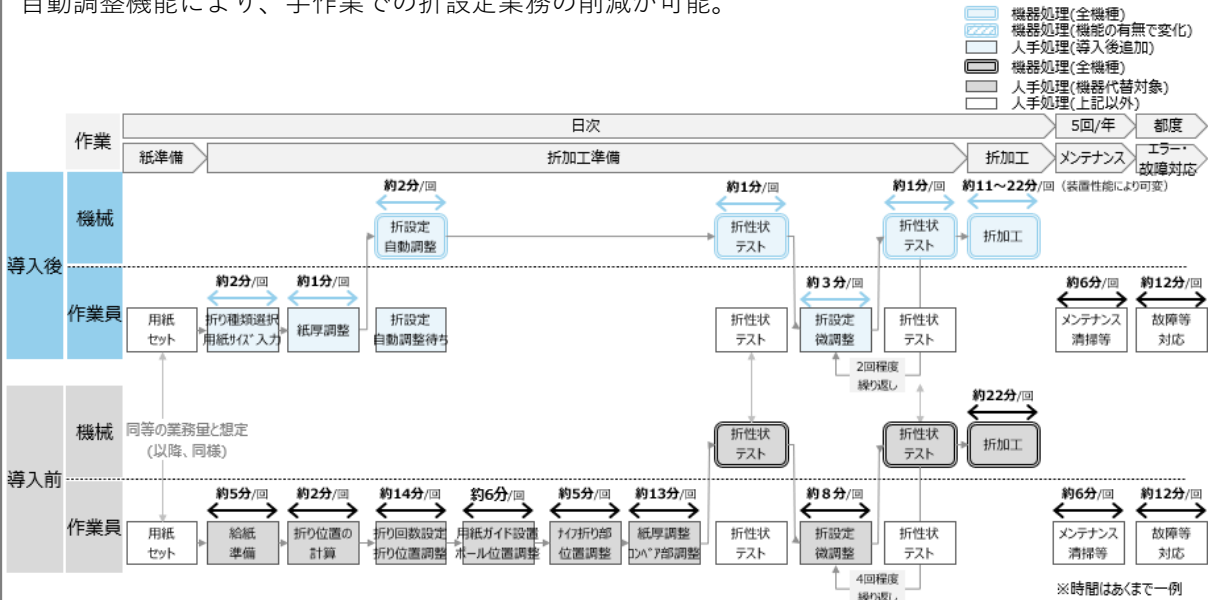 自動調整機能により、手作業での折設定業務の削減が可能。
機器処理(全機種)
機器処理(機能の有無で変化)
人手処理(導入後追加)
機器処理(全機種)
人手処理(機器代替対象)
人手処理(上記以外)
作業
日次
5回/年
都度
紙準備
折加工準備
折加工
メンテナンス
エラー・
故障対応
導入後
機械
約2分/回
約1分/回
約1分/回
約11～22分/回
(装置性能により可変)
折設定
自動調整
折性状
テスト
折性状
テスト
折加工
作業員
約2分/回
約1分/回
約3分/回
約6分/回
約12分/回
用紙
セット
折り種類選択
用紙サイズ入力
紙厚調整
折設定
自動調整待ち
折性状
テスト
折設定
微調整
折性状
テスト
メンテナンス
清掃等
故障等
対応
2回程度
繰り返し
導入前
機械
同等の業務量と想定
(以降、同様)
約22分/回
折性状
テスト
折性状
テスト
折加工
作業員
約5分/回
約2分/回
約14分/回
約6分/回
約5分/回
約13分/回
約8分/回
約6分/回
約12分/回
用紙
セット
給紙
準備
折り位置の
計算
折り回数設定
折り位置調整
用紙ガイド設置
ボール位置調整
ナイフ折り部
位置調整
紙厚調整
コンベア部調整
折性状
テスト
折設定
微調整
折性状
テスト
メンテナンス
清掃等
故障等
対応
4回程度
繰り返し
※時間はあくまで一例